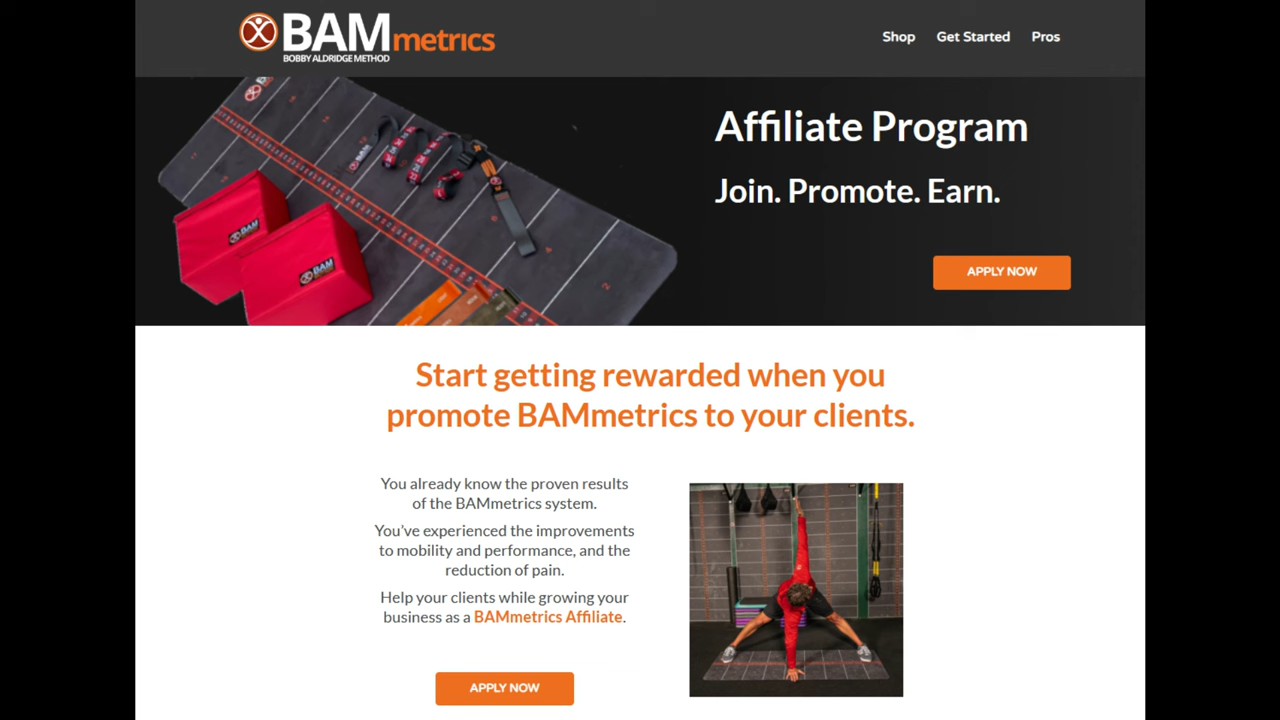 BAMmetrics
BOBBY ALDRIDGE METHOD
Shop
Get Started
Pros
Affiliate Program
Join. Promote. Earn.
APPLY NOW
BAM
BAM
Start getting rewarded when you
promote BAMmetrics to your clients.
You already know the proven results
of the BAMmetrics system.
You've experienced the improvements
to mobility and performance, and the
reduction of pain.
Help your clients while growing your
business as a BAMmetrics Affiliate.
APPLY NOW